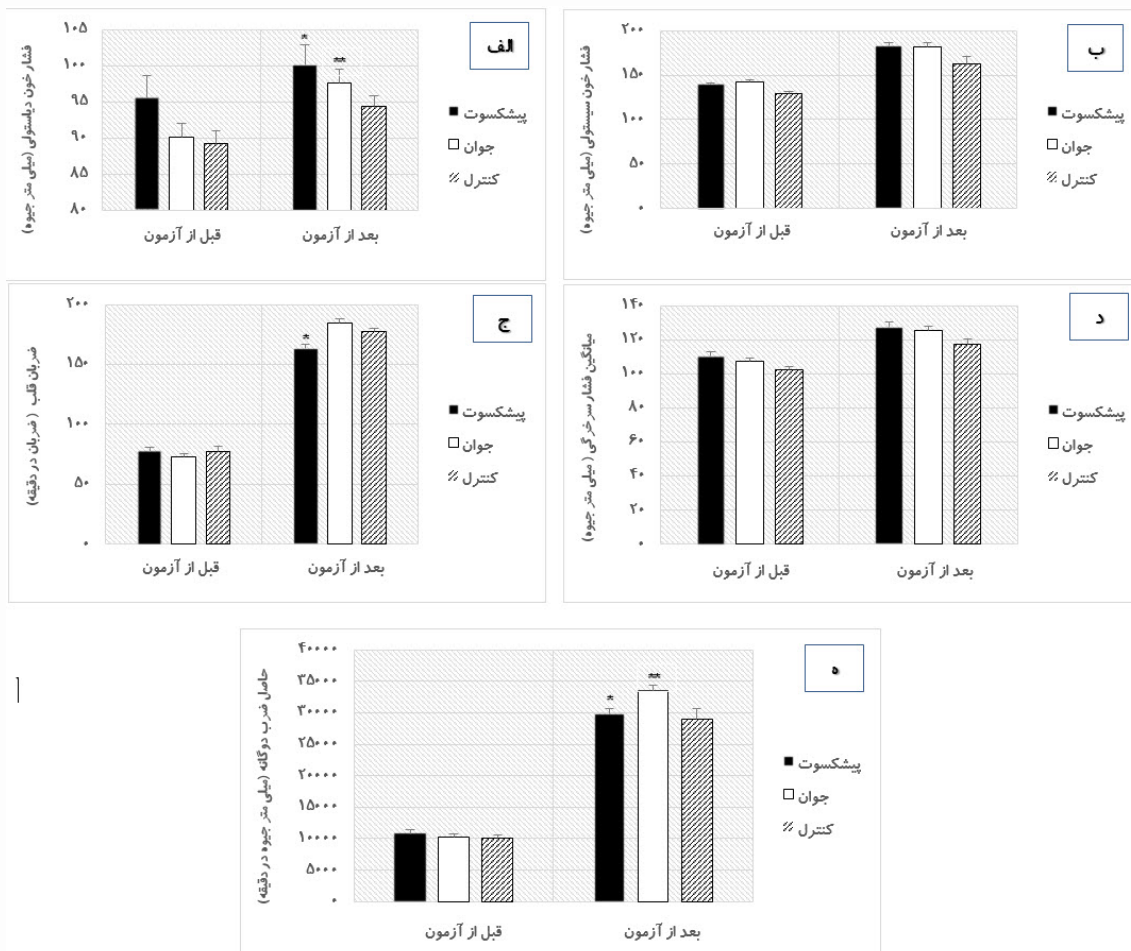 الف
فشار خون دیاستولی (میلی متر جیوه)
۱۰۵
۱۰۰
۹۵
۹۰
۸۵
۸۰
*
**
قبل از آزمون
بعد از آزمون
پیشکسوت
جوان
کنترل
ب
فشار خون سیستولی (میلی متر جیوه)
۲۰۰
۱۵۰
۱۰۰
۵۰
۰
قبل از آزمون
بعد از آزمون
پیشکسوت
جوان
کنترل
ج
ضربان قلب ( ضربان در دقیقه)
۲۰۰
۱۵۰
۱۰۰
۵۰
۰
*
قبل از آزمون
بعد از آزمون
پیشکسوت
جوان
کنترل
د
میانگین فشار سرخرگی ( میلی متر جیوه)
۱۴۰
۱۲۰
۱۰۰
۸۰
۶۰
۴۰
۲۰
۰
قبل از آزمون
بعد از آزمون
پیشکسوت
جوان
کنترل
ه
حاصل ضرب دوگانه (میلی متر جیوه در دقیقه)
۴۰۰۰۰
۳۵۰۰۰
۳۰۰۰۰
۲۵۰۰۰
۲۰۰۰۰
۱۵۰۰۰
۱۰۰۰۰
۵۰۰۰
۰
*
**
قبل از آزمون
بعد از آزمون
پیشکسوت
جوان
کنترل